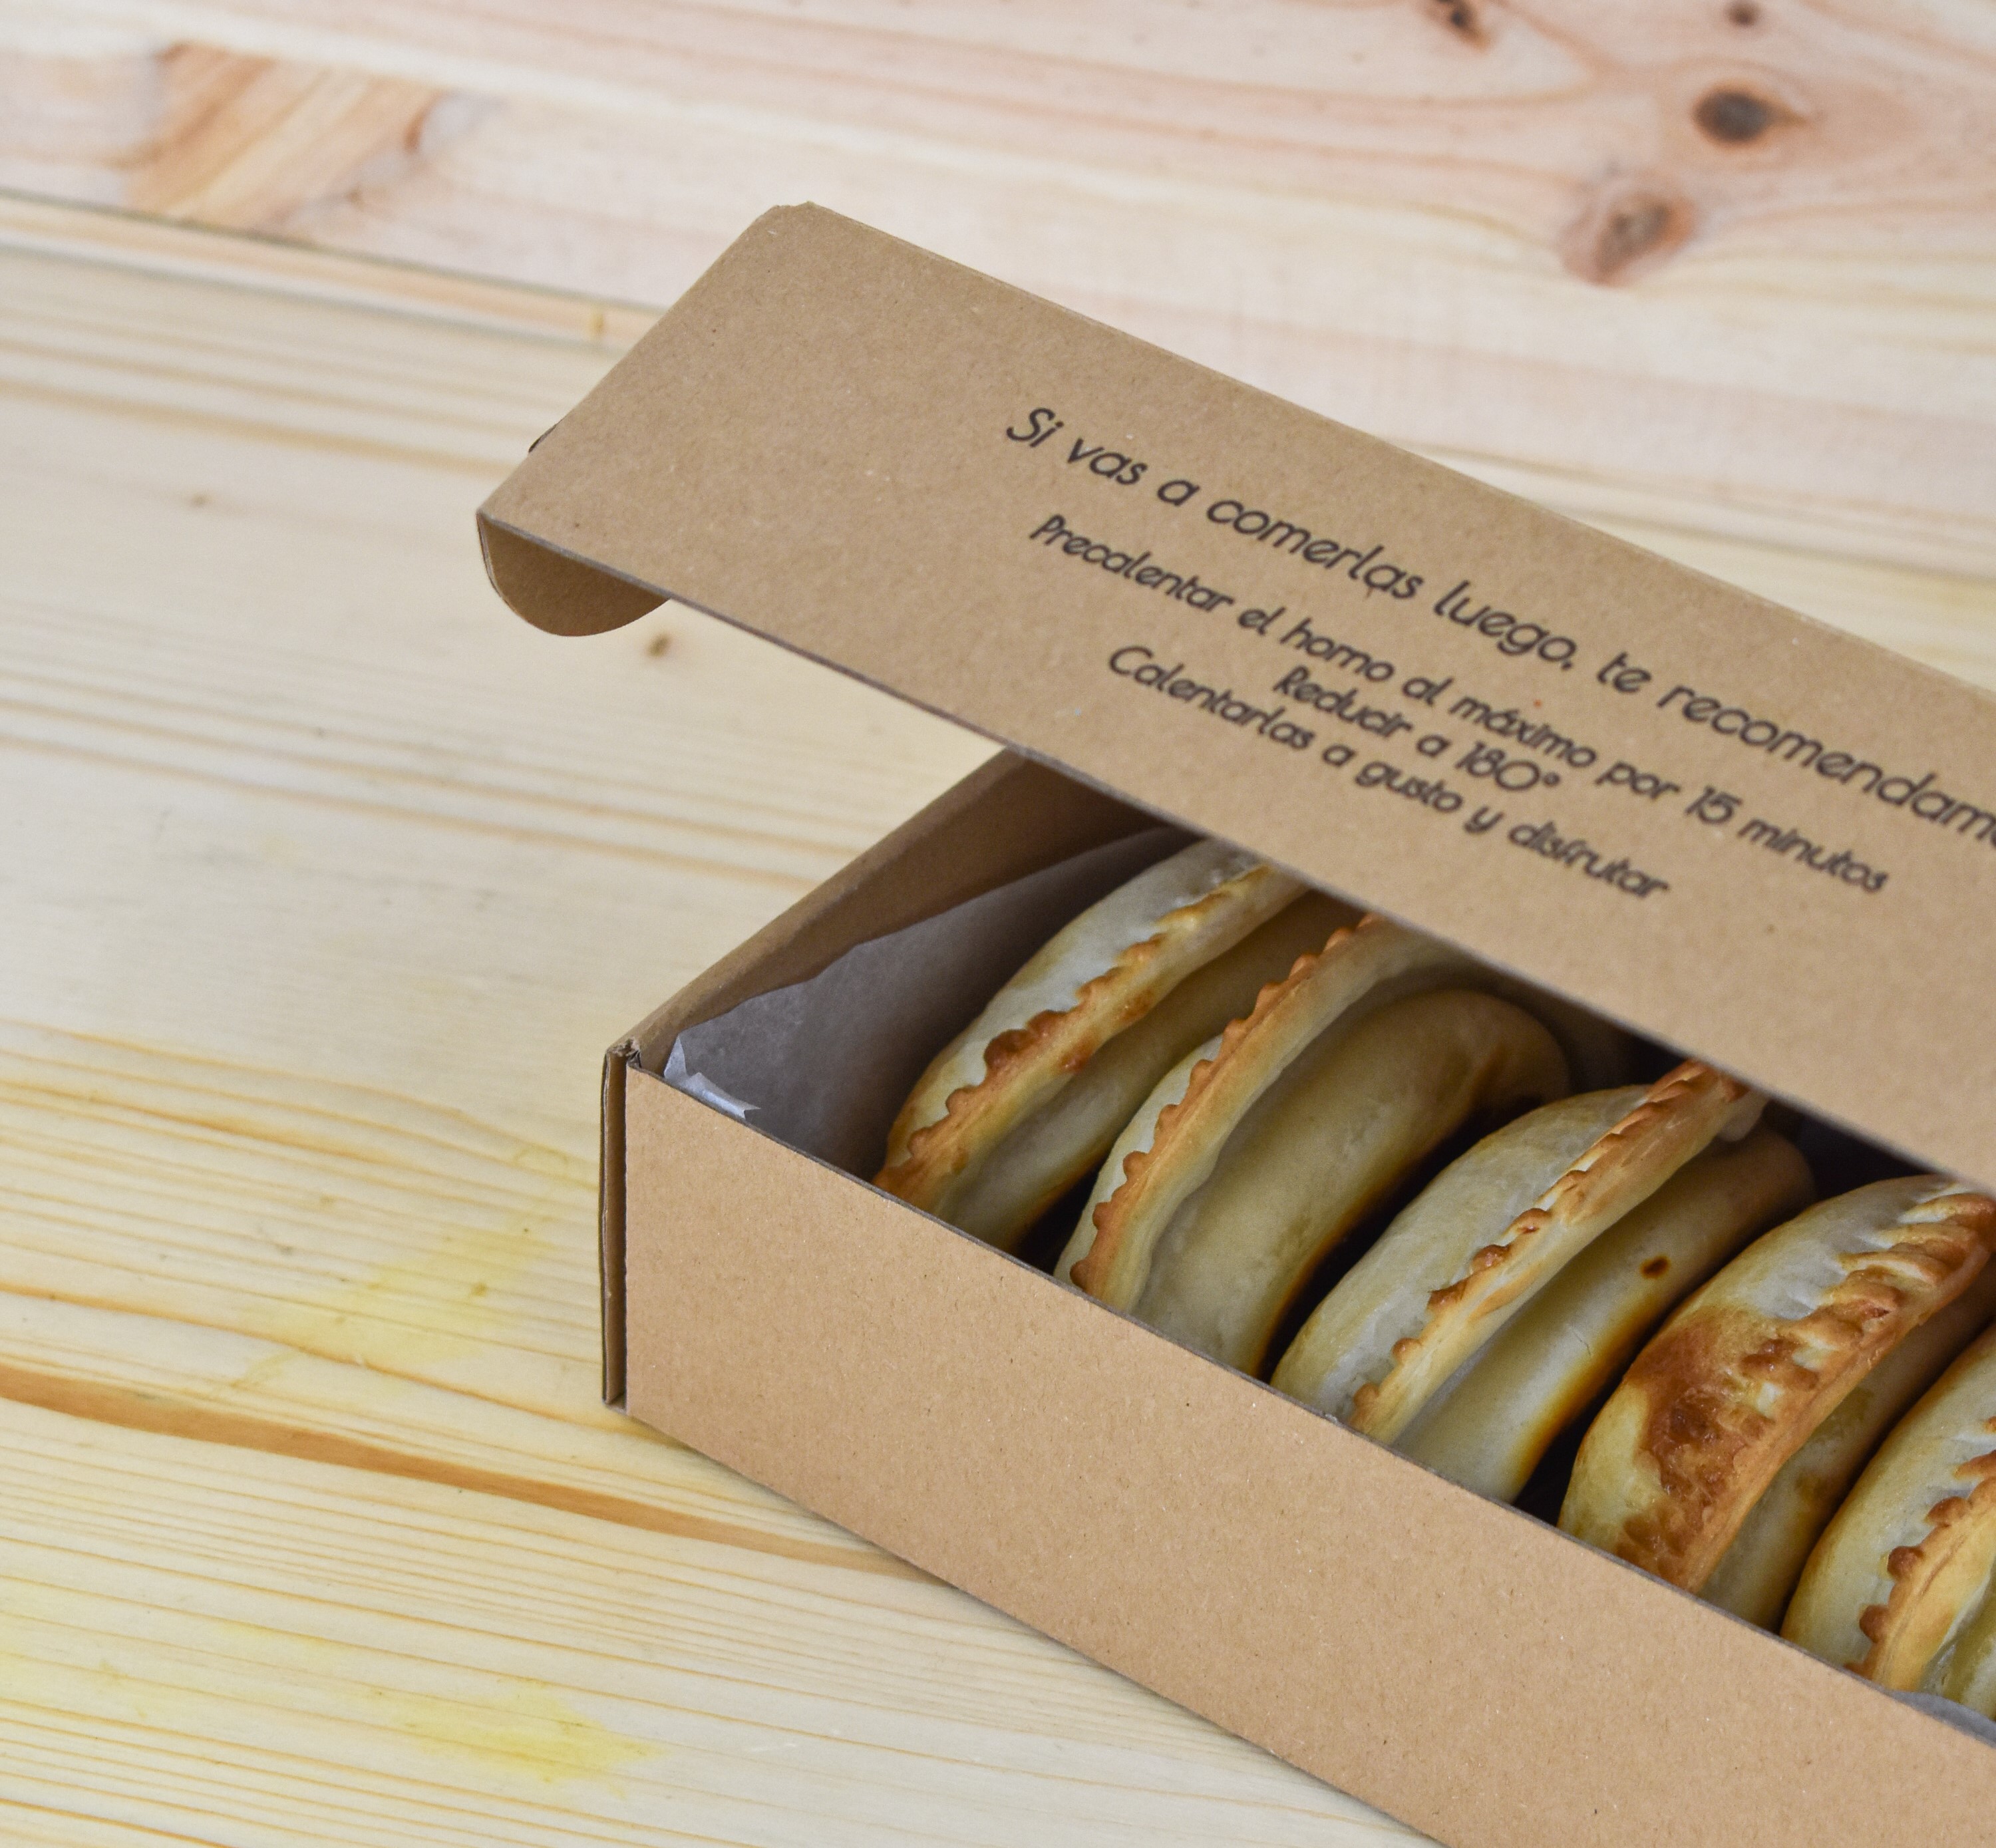 Si vas a comerlas luego, te recomendam
Precalentar el horno al máximo por 15 minutos
Reducir a 180°
Calentarlas a gusto y disfrutar